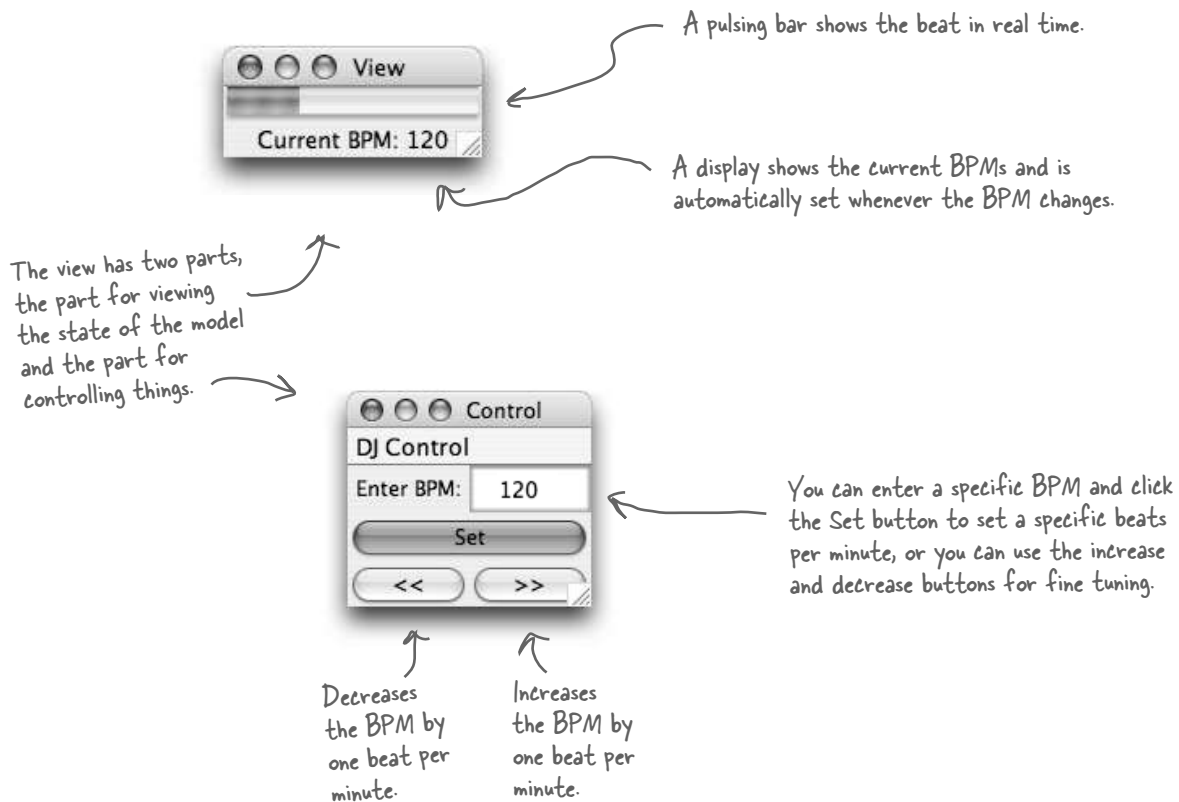 A pulsing bar shows the beat in real time.
View
Current BPM: 120
A display shows the current BPMs and is
automatically set whenever the BPM changes.
The view has two parts,
the part for viewing
the state of the model
and the part for
controlling things.
Control
DJ Control
Enter BPM: 120
Set
<< >>
You can enter a specific BPM and click
the Set button to set a specific beats
per minute, or you can use the increase
and decrease buttons for fine tuning.
Decreases
the BPM by
one beat per
minute.
Increases
the BPM by
one beat per
minute.